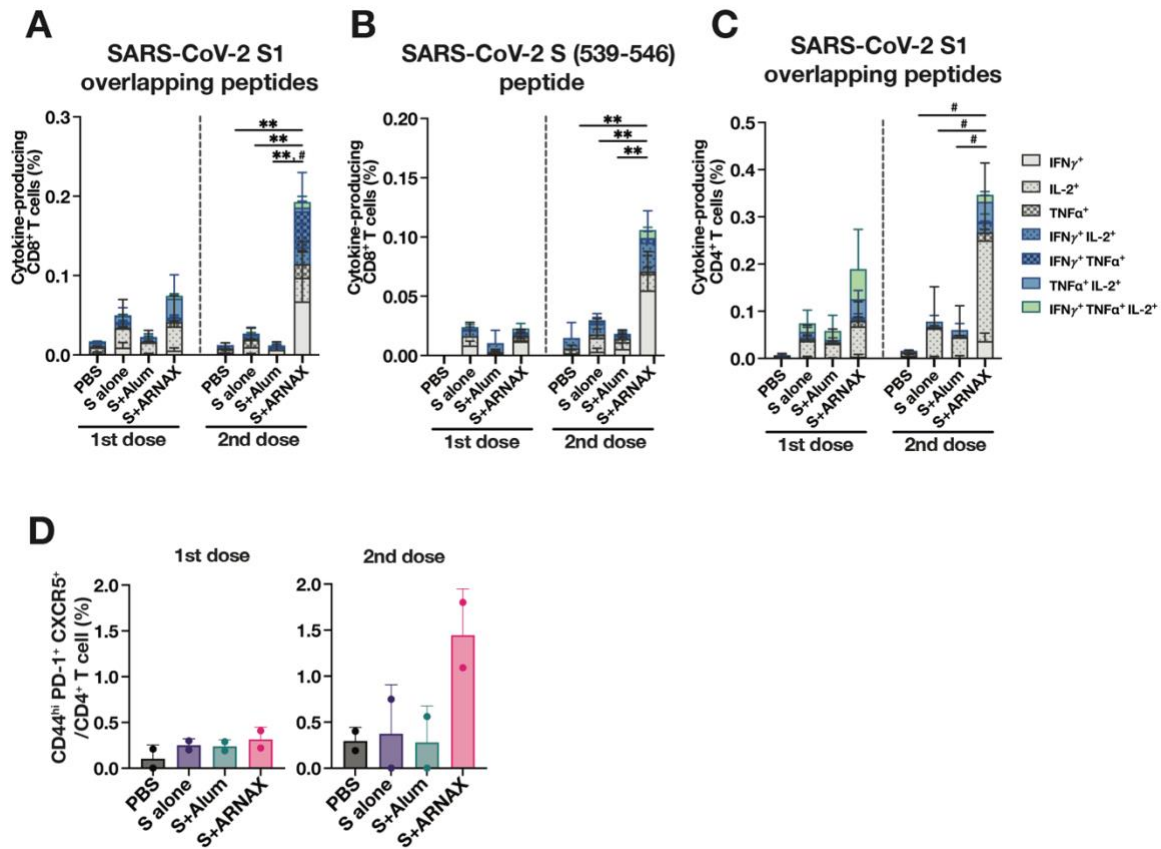 A
SARS-CoV-2 S1
overlapping peptides
Cytokine-producing
CD8⁺ T cells (%)
0.3
0.2
0.1
0.0
**
**
**, #
PBS
S alone
S+Alum
S+ARNAX
PBS
S alone
S+Alum
S+ARNAX
1st dose
2nd dose
B
SARS-CoV-2 S (539-546)
peptide
Cytokine-producing
CD8⁺ T cells (%)
0.20
0.15
0.10
0.05
0.00
**
**
**
PBS
S alone
S+Alum
S+ARNAX
PBS
S alone
S+Alum
S+ARNAX
1st dose
2nd dose
C
SARS-CoV-2 S1
overlapping peptides
Cytokine-producing
CD4⁺ T cells (%)
0.5
0.4
0.3
0.2
0.1
0.0
#
#
#
PBS
S alone
S+Alum
S+ARNAX
PBS
S alone
S+Alum
S+ARNAX
1st dose
2nd dose
IFNγ⁺
IL-2⁺
TNFα⁺
IFNγ⁺ IL-2⁺
IFNγ⁺ TNFα⁺
TNFα⁺ IL-2⁺
IFNγ⁺ TNFα⁺ IL-2⁺
D
CD44ʰⁱ PD-1⁺ CXCR5⁺
/CD4⁺ T cell (%)
1st dose
2.0
1.5
1.0
0.5
0.0
PBS
S alone
S+Alum
S+ARNAX
2nd dose
2.0
1.5
1.0
0.5
0.0
PBS
S alone
S+Alum
S+ARNAX